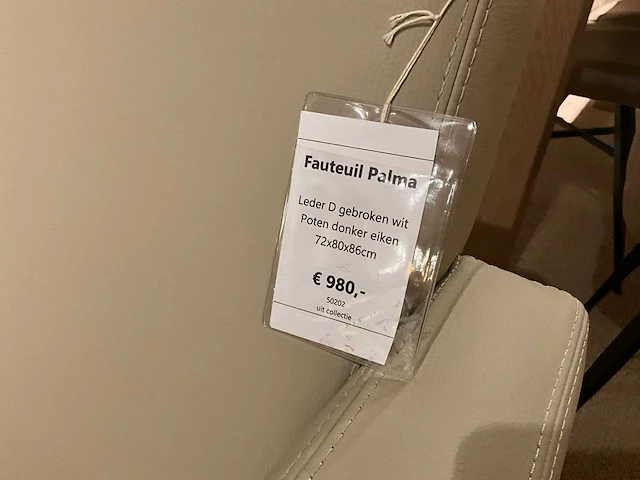 Fauteuil Palma
Leder D gebroken wit
Poten donker eiken
72x80x86cm
€ 980,-
50202
uit collectie